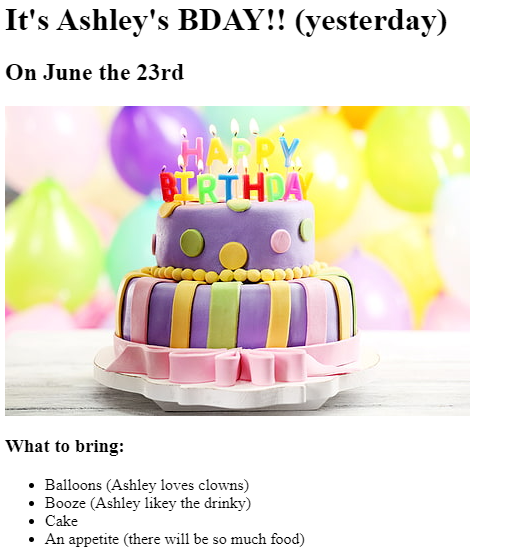 It's Ashley's BDAY!! (yesterday)
On June the 23rd
HAPPY
BIRTHDAY
What to bring:
Balloons (Ashley loves clowns)
Booze (Ashley likey the drinky)
Cake
An appetite (there will be so much food)